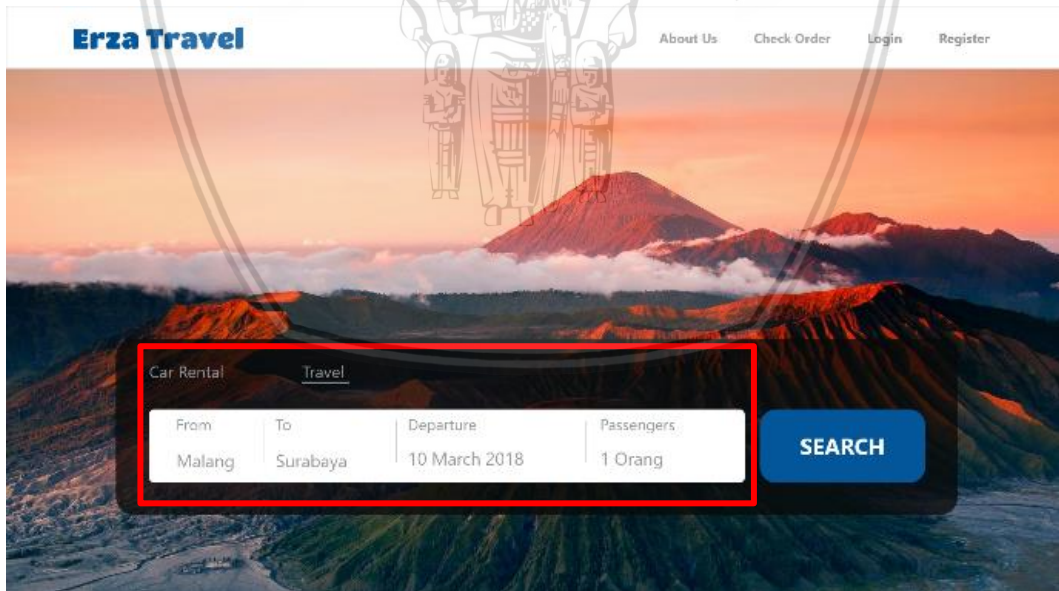 Erza Travel
About Us Check Order Login Register
Car Rental Travel
From To Departure Passengers
Malang Surabaya 10 March 2018 1 Orang
SEARCH